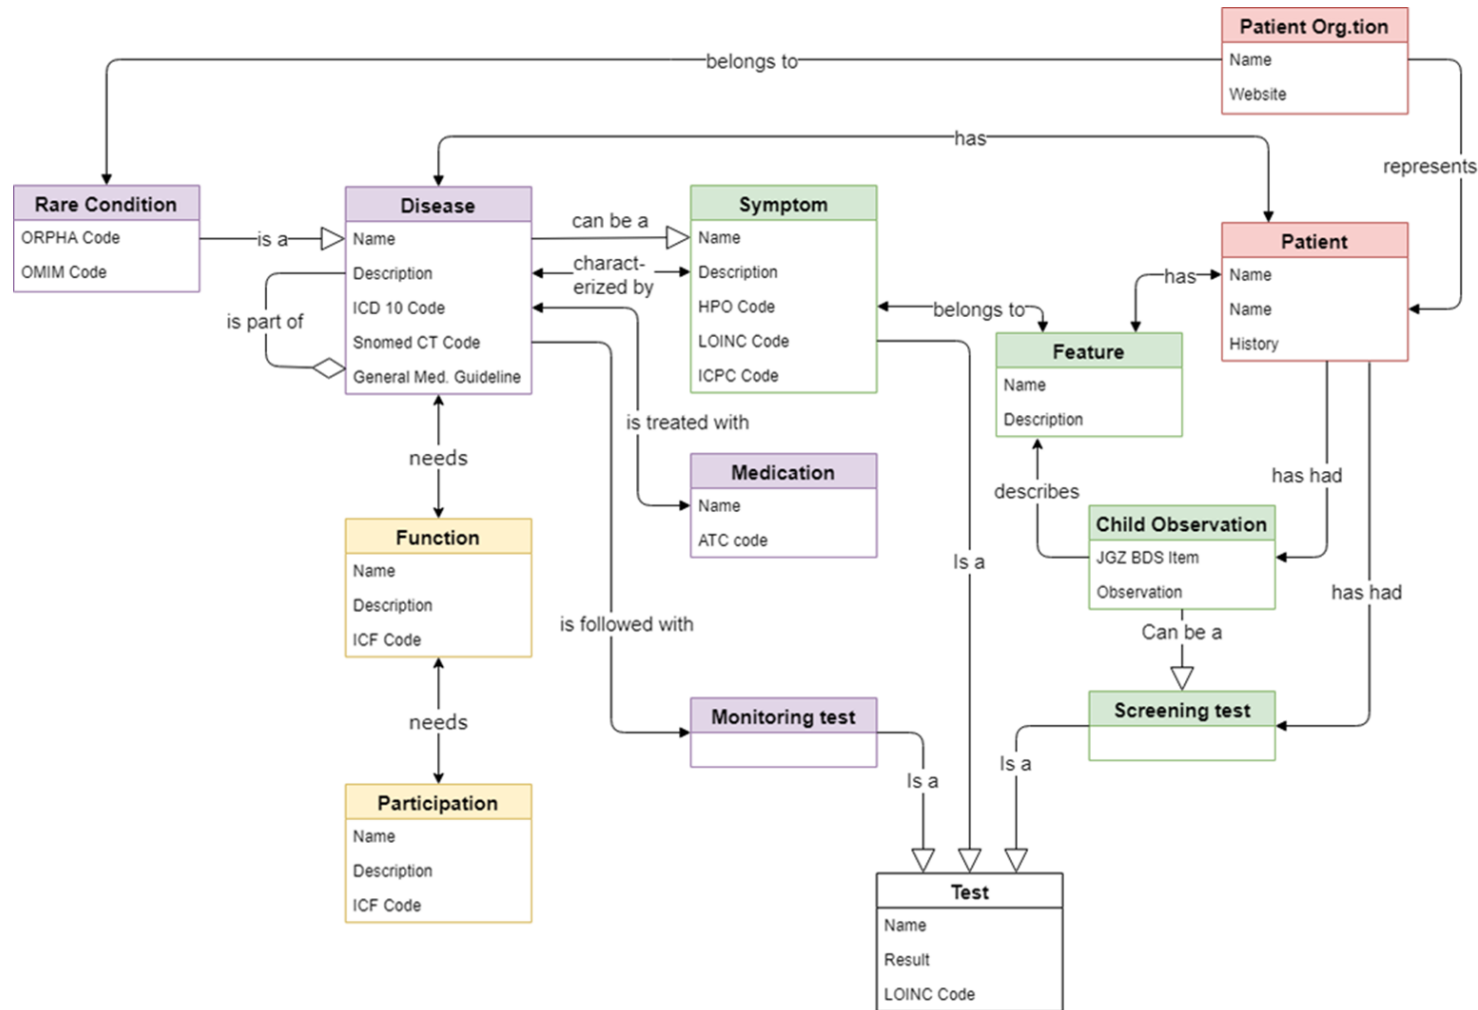 Patient Org.tion
Name
Website
belongs to
has
represents
Rare Condition
ORPHA Code
OMIM Code
is a
Disease
Name
Description
ICD 10 Code
Snomed CT Code
General Med. Guideline
is part of
can be a
charact-
erized by
Symptom
Name
Description
HPO Code
LOINC Code
ICPC Code
belongs to
has
Patient
Name
Name
History
Feature
Name
Description
is treated with
needs
Medication
Name
ATC code
describes
has had
Child Observation
JGZ BDS Item
Observation
Function
Name
Description
ICF Code
Is a
has had
is followed with
Can be a
needs
Monitoring test
Screening test
Is a
Is a
Participation
Name
Description
ICF Code
Test
Name
Result
LOINC Code